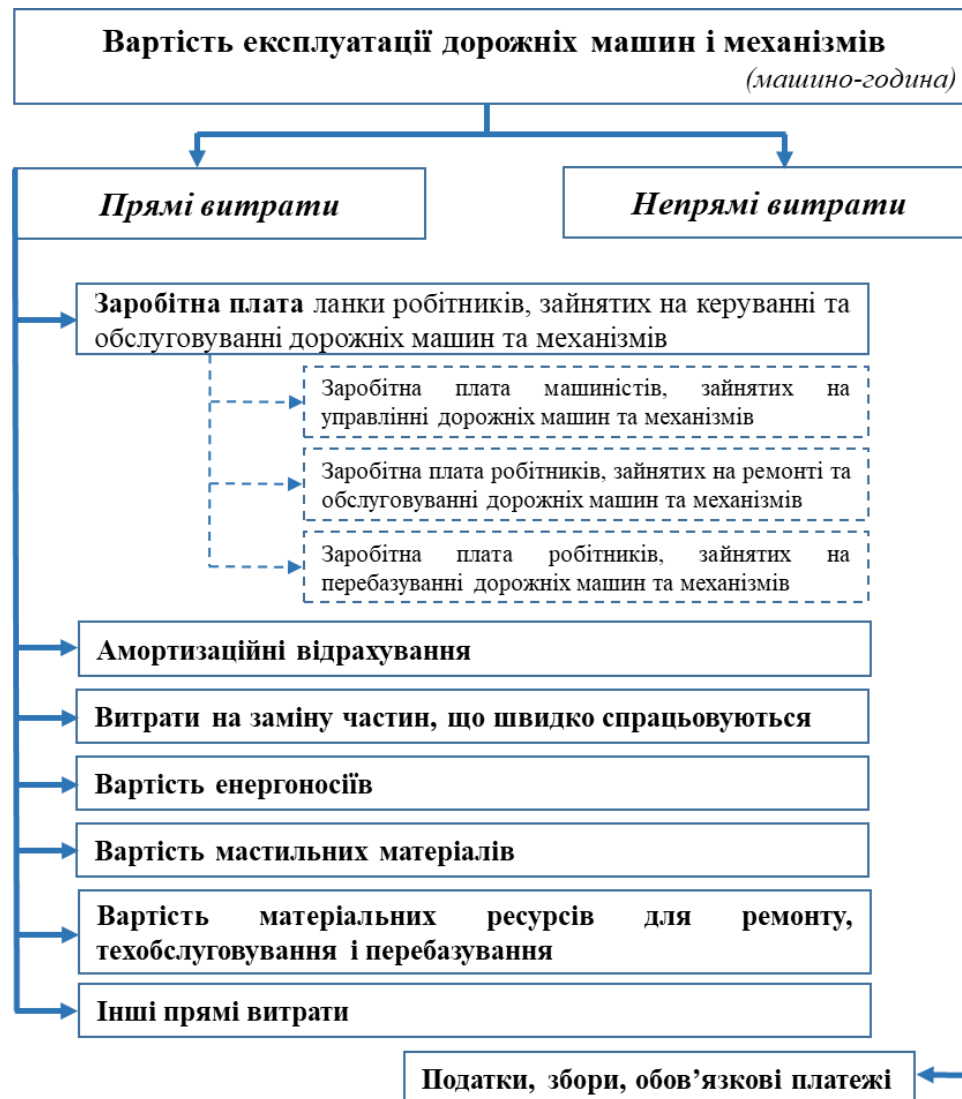 Вартість експлуатації дорожніх машин і механізмів
(машино-година)
Прямі витрати
Непрямі витрати
Заробітна плата ланки робітників, зайнятих на керуванні та
обслуговуванні дорожніх машин та механізмів
Заробітна плата машиністів, зайнятих на
управлінні дорожніх машин та механізмів
Заробітна плата робітників, зайнятих на ремонті та
обслуговуванні дорожніх машин та механізмів
Заробітна плата робітників, зайнятих на
перебазуванні дорожніх машин та механізмів
Амортизаційні відрахування
Витрати на заміну частин, що швидко спрацьовуються
Вартість енергоносіїв
Вартість мастильних матеріалів
Вартість матеріальних ресурсів для ремонту,
техобслуговування і перебазування
Інші прямі витрати
Податки, збори, обов’язкові платежі